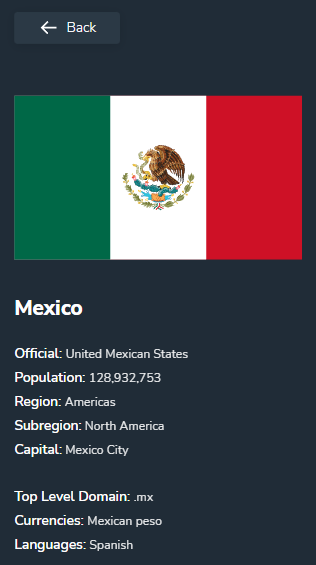 Back
Mexico
Official: United Mexican States
Population: 128,932,753
Region: Americas
Subregion: North America
Capital: Mexico City
Top Level Domain: .mx
Currencies: Mexican peso
Languages: Spanish